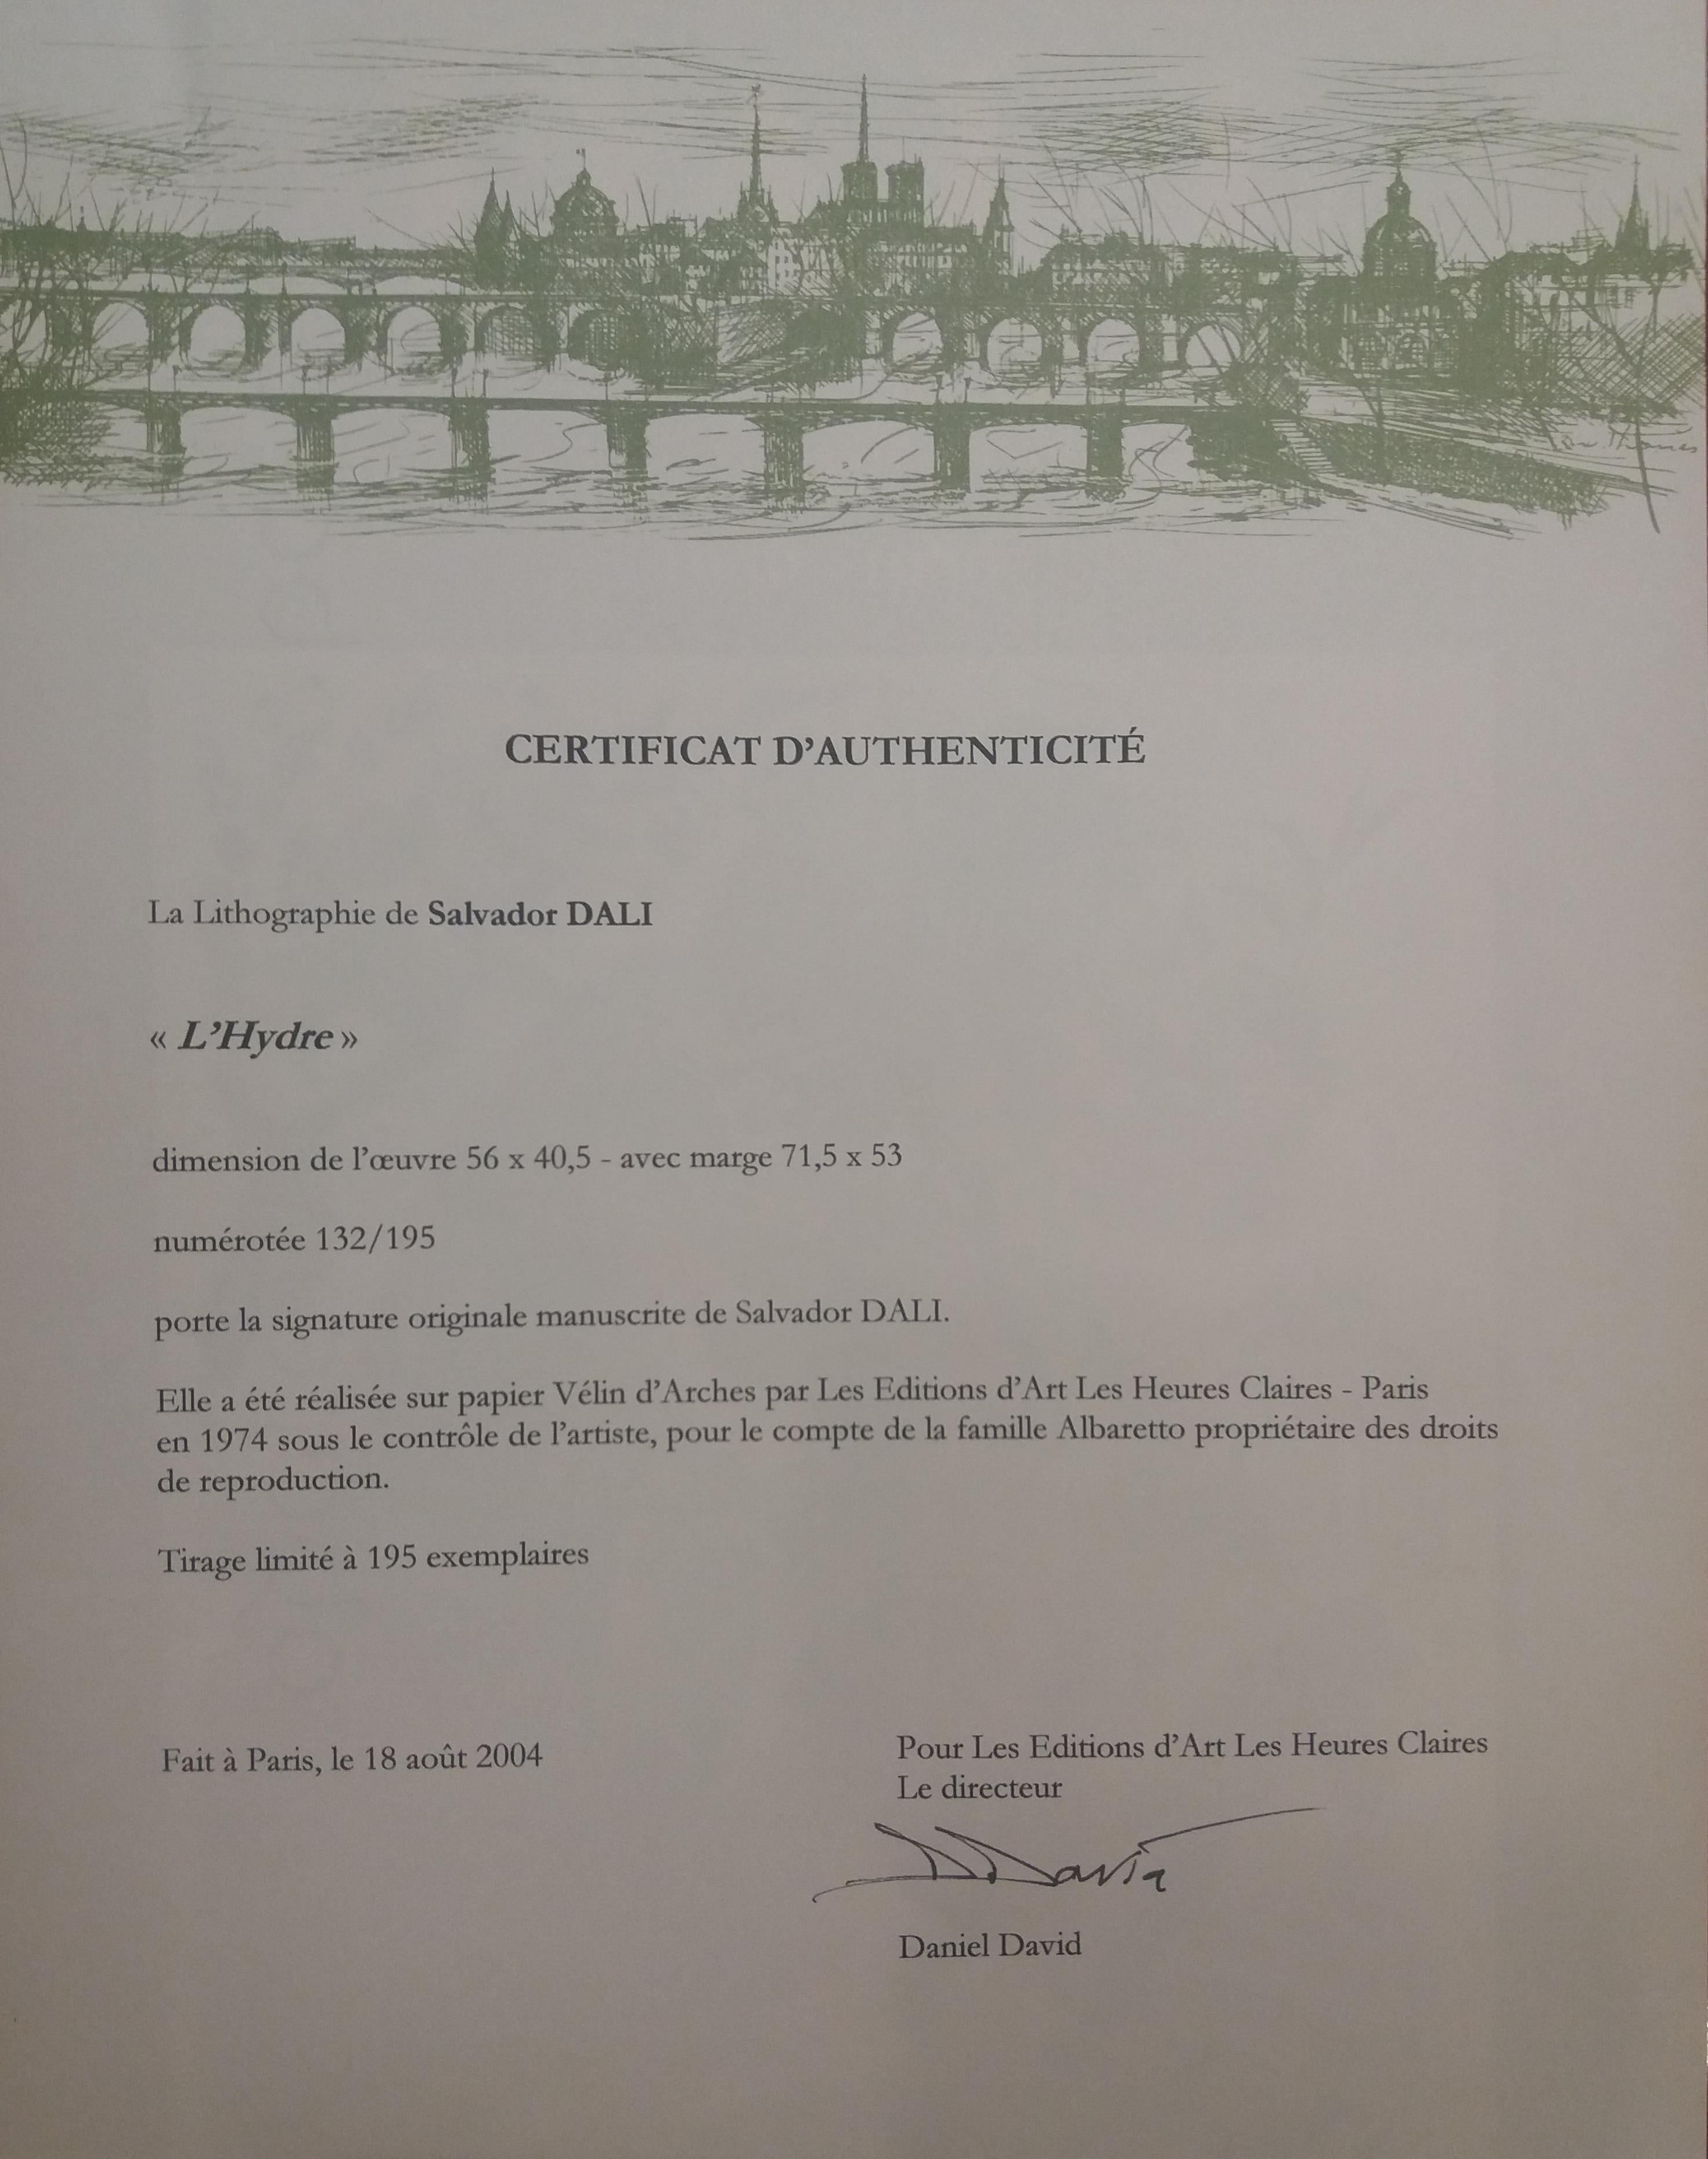 CERTIFICAT D'AUTHENTICITÉ
La Lithographie de Salvador DALI
« L'Hydre »
dimension de l'œuvre 56 x 40,5 - avec marge 71,5 x 53
numérotée 132/195
porte la signature originale manuscrite de Salvador DALI.
Elle a été réalisée sur papier Vélin d'Arches par Les Editions d'Art Les Heures Claires - Paris
en 1974 sous le contrôle de l'artiste, pour le compte de la famille Albaretto propriétaire des droits
de reproduction.
Tirage limité à 195 exemplaires
Fait à Paris, le 18 août 2004
Pour Les Editions d'Art Les Heures Claires
Le directeur
D. David
Daniel David